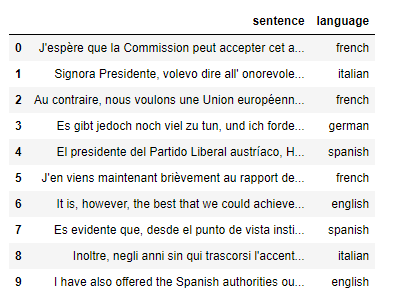 sentence language
0 J'espère que la Commission peut accepter cet a... french
1 Signora Presidente, volevo dire all' onorevole... italian
2 Au contraire, nous voulons une Union européenn... french
3 Es gibt jedoch noch viel zu tun, und ich forde... german
4 El presidente del Partido Liberal austríaco, H... spanish
5 J'en viens maintenant brièvement au rapport de... french
6 It is, however, the best that we could achieve... english
7 Es evidente que, desde el punto de vista insti... spanish
8 Inoltre, negli anni sin qui trascorsi l'accent... italian
9 I have also offered the Spanish authorities ou... english